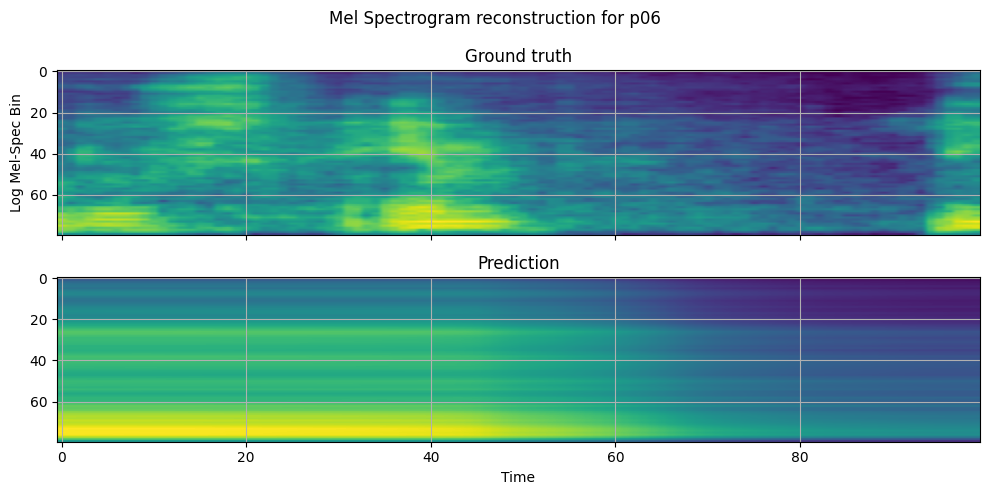 Mel Spectrogram reconstruction for p06
Ground truth
0
20
40
60
Log Mel-Spec Bin
Prediction
0
20
40
60
0 20 40 60 80
Time